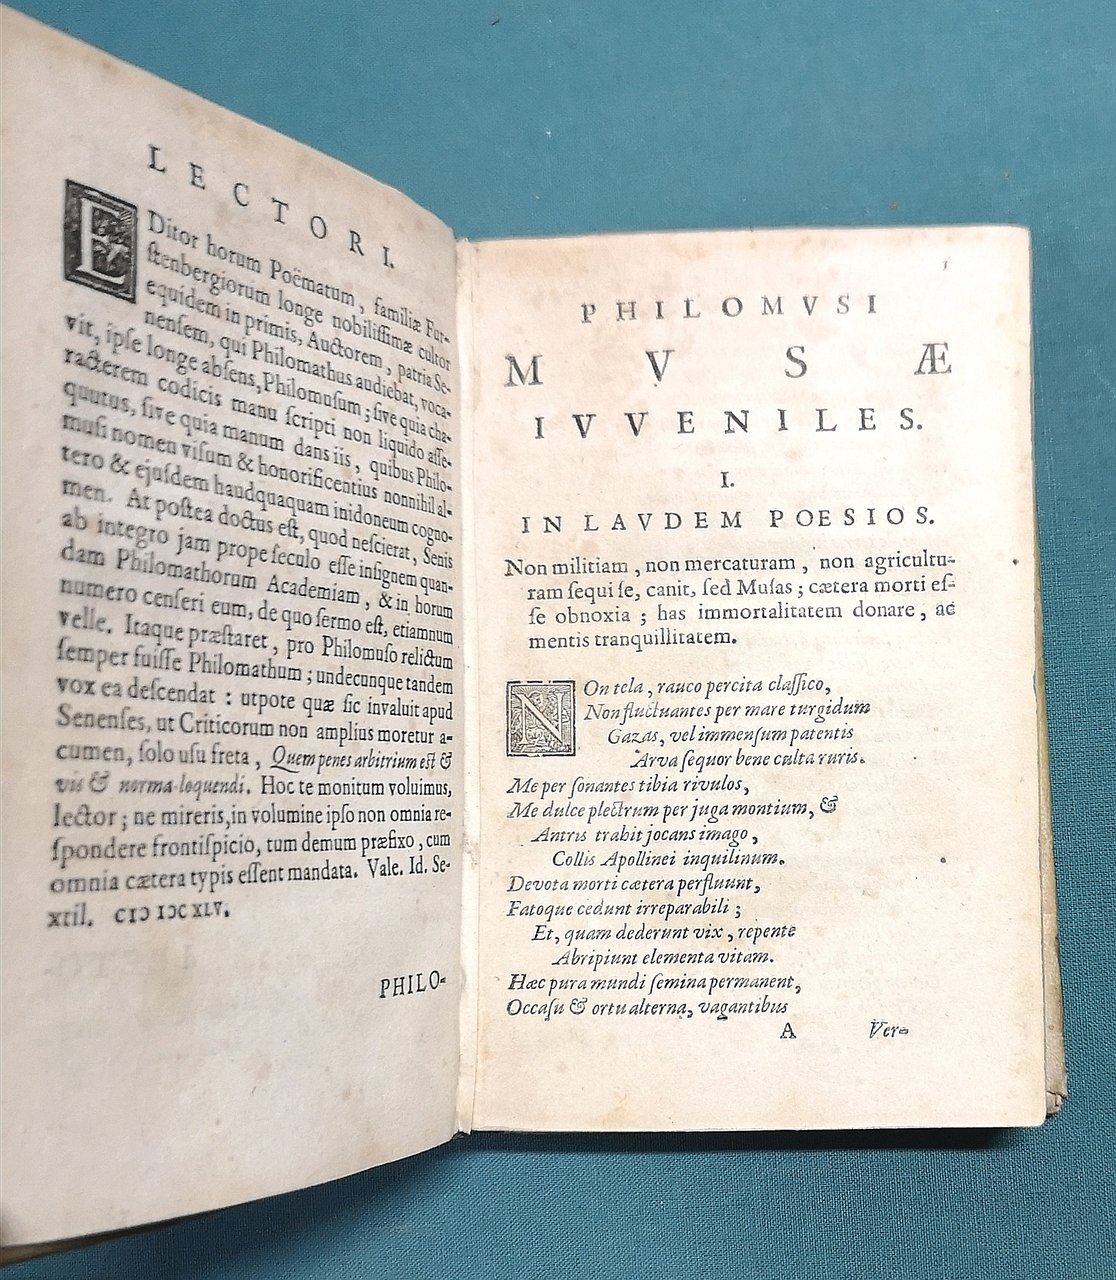 LECTORI.
EDitor horum Poëmatum, familiæ Fur-
ſtenbergiorum longe nobiliſſimæ cultor
equidem in primis, Auctorem, patria Se-
nenſem, qui Philomathus audiebat, voca-
vit, ipſe longe abſens, Philomuſum; ſive quia cha-
racterem codicis manu ſcripti non liquido aſſe-
quutus, ſive quia manum dans iis, quibus Philo-
muſi nomen viſum & honorificentius nonnihil al-
tero & ejuſdem haudquaquam inidoneum cogno-
men. At poſtea doctus eſt, quod neſcierat, Senis
ab integro jam prope ſeculo eſſe inſignem quan-
dam Philomathorum Academiam, & in horum
numero cenſeri eum, de quo ſermo eſt, etiamnum
velle. Itaque præſtaret, pro Philomuſo relictum
ſemper fuiſſe Philomathum; undecunque tandem
vox ea deſcendat: utpote quæ ſic invaluit apud
Senenſes, ut Criticorum non amplius moretur a-
cumen, ſolo uſu freta, Quem penes arbitrium eſt &
vis & norma loquendi. Hoc te monitum voluimus,
lector; ne mireris, in volumine ipſo non omnia re-
ſpondere frontiſpicio, tum demum præfixo, cum
omnia cætera typis eſſent mandata. Vale. Id. Se-
xtil. CIↃ IↃC XLV.
PHILO-
PHILOMVSI
MVSÆ
IVVENILES.
I.
IN LAVDEM POESIOS.
Non militiam, non mercaturam, non agricultu-
ram ſequi ſe, canit, ſed Muſas; cætera morti eſ-
ſe obnoxia; has immortalitatem donare, ac
mentis tranquillitatem.
NOn tela, rauco percita claſſico,
Non fluctuantes per mare turgidum
Gazas, vel immenſum patentis
Arva ſequor bene culta ruris.
Me per ſonantes tibia rivulos,
Me dulce plectrum per juga montium, &
Antris trahit jocans imago,
Collis Apollinei inquilinum.
Devota morti cætera perfluunt,
Fatoque cedunt irreparabili;
Et, quam dederunt vix, repente
Abripiunt elementa vitam.
Hæc pura mundi ſemina permanent,
Occaſu & ortu alterna, vagantibus
A Ver-